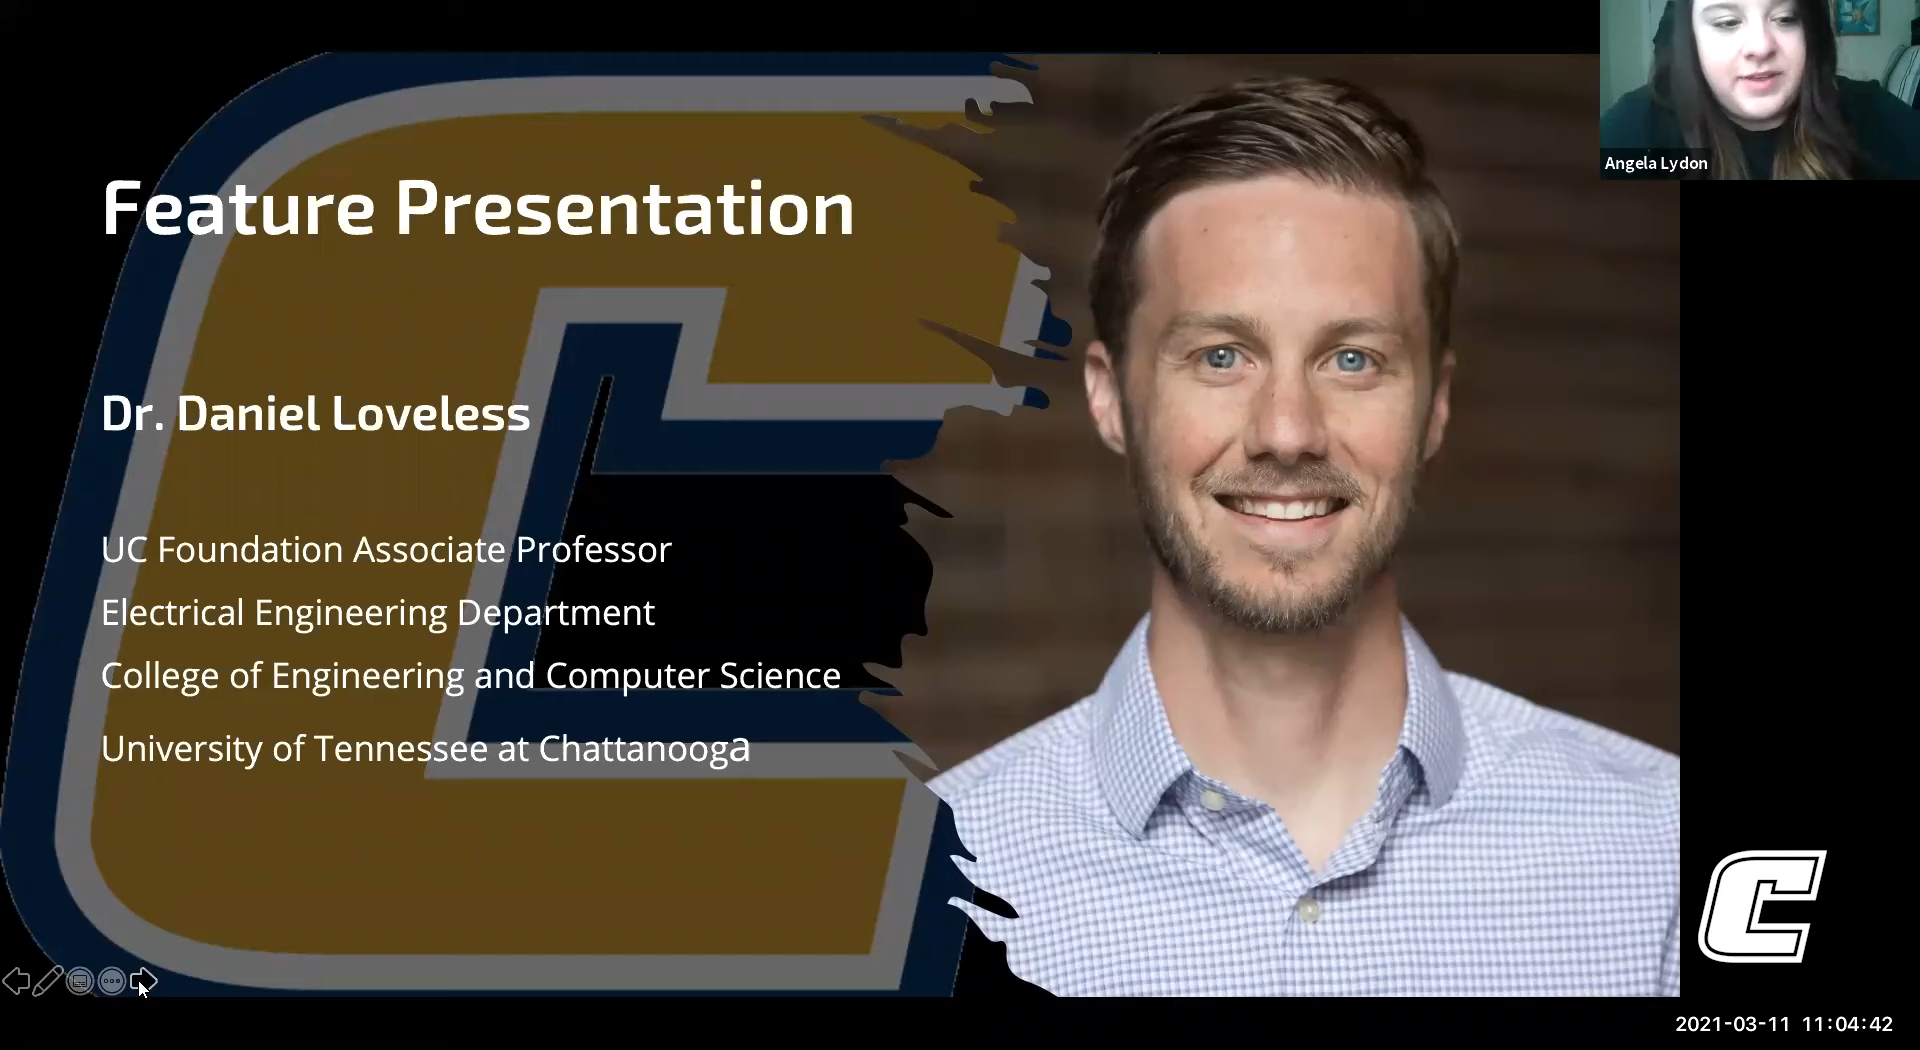 Feature Presentation
Dr. Daniel Loveless
UC Foundation Associate Professor
Electrical Engineering Department
College of Engineering and Computer Science
University of Tennessee at Chattanooga
Angela Lydon
C
2021-03-11 11:04:42